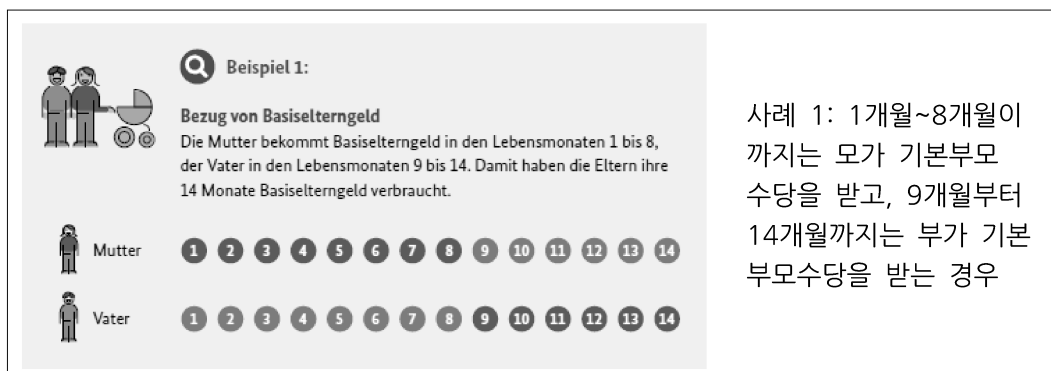 Beispiel 1:
Bezug von Basiselterngeld
Die Mutter bekommt Basiselterngeld in den Lebensmonaten 1 bis 8,
der Vater in den Lebensmonaten 9 bis 14. Damit haben die Eltern ihre
14 Monate Basiselterngeld verbraucht.
Mutter 1 2 3 4 5 6 7 8 9 10 11 12 13 14
Vater 1 2 3 4 5 6 7 8 9 10 11 12 13 14
사례 1: 1개월~8개월이
까지는 모가 기본부모
수당을 받고, 9개월부터
14개월까지는 부가 기본
부모수당을 받는 경우